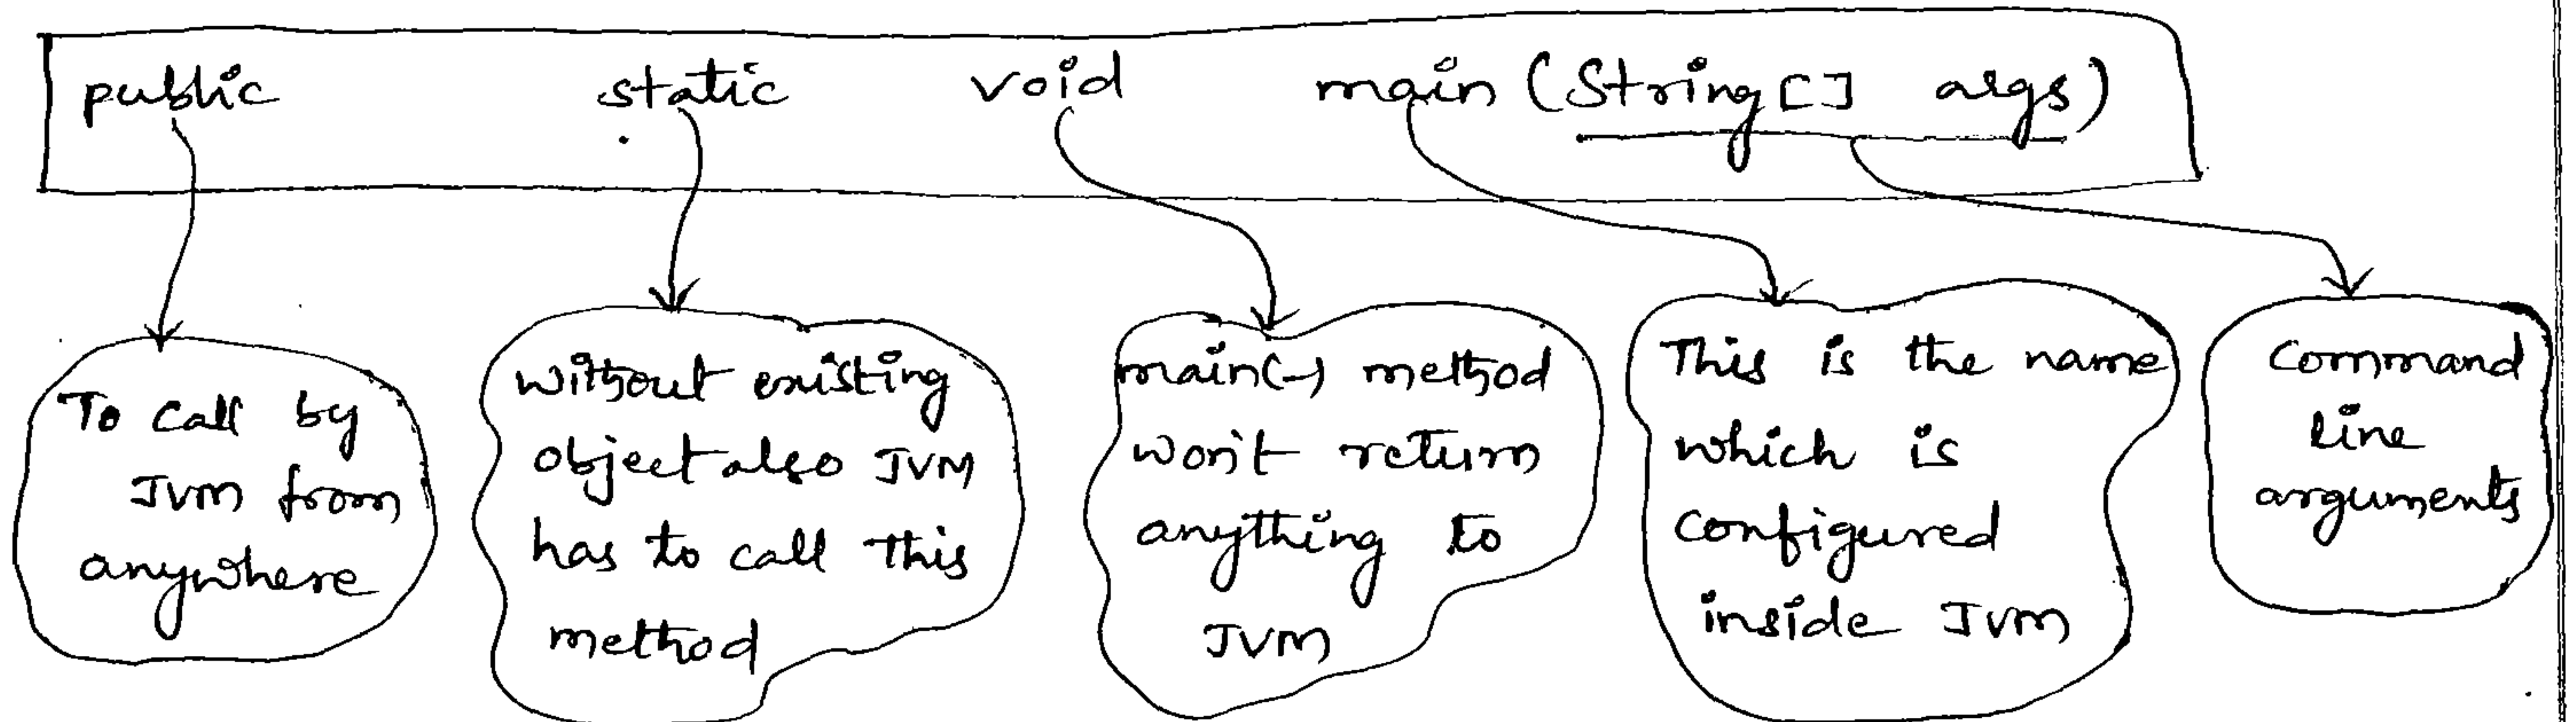 public static void main (String[] args)
To call by
JVM from
anywhere
without existing
object also JVM
has to call this
method
main(-) method
won't return
anything to
JVM
This is the name
which is
configured
inside JVM
Command
line
arguments